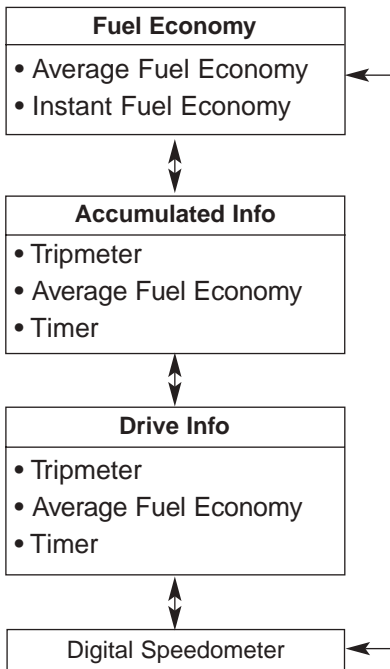 Fuel Economy
• Average Fuel Economy
• Instant Fuel Economy
Accumulated Info
• Tripmeter
• Average Fuel Economy
• Timer
Drive Info
• Tripmeter
• Average Fuel Economy
• Timer
Digital Speedometer